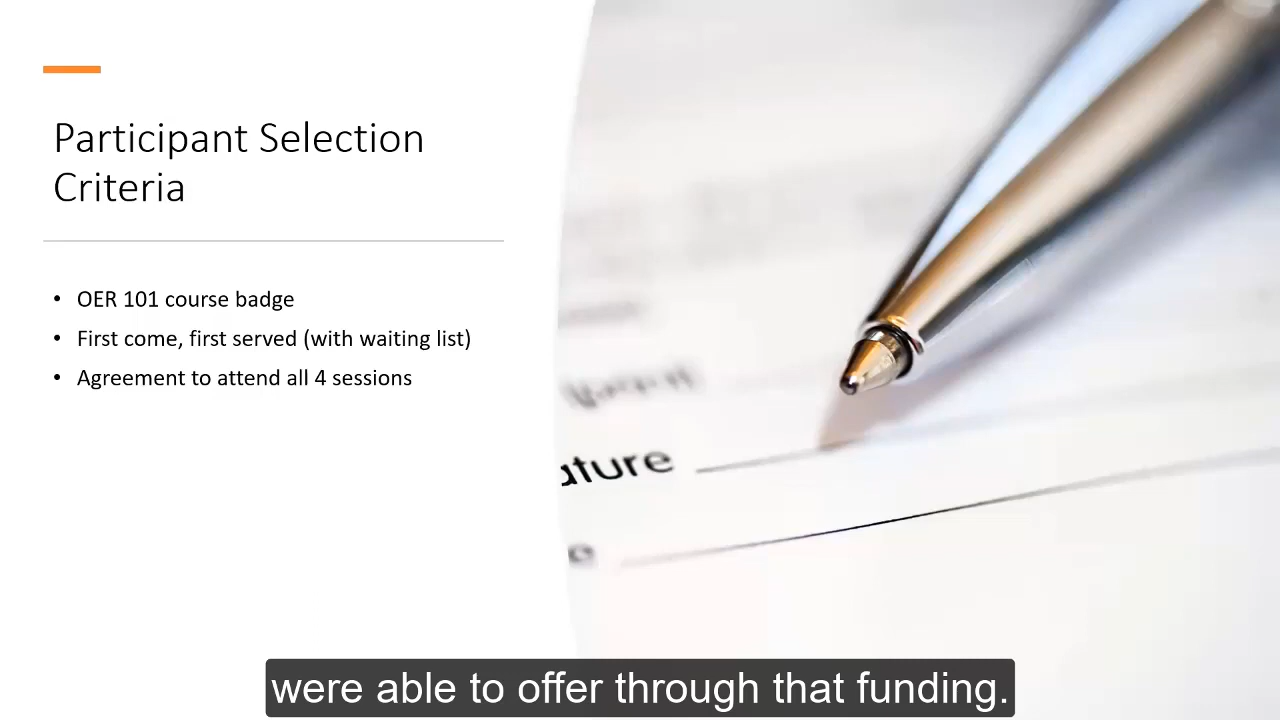 Participant Selection
Criteria
• OER 101 course badge
• First come, first served (with waiting list)
• Agreement to attend all 4 sessions
ature
e
were able to offer through that funding.